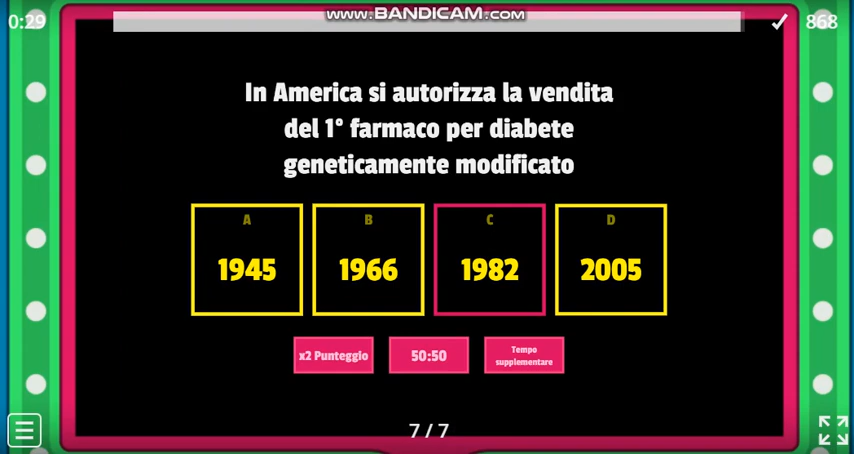 0:29
www.BANDICAM.com
868
In America si autorizza la vendita
del 1° farmaco per diabete
geneticamente modificato
A
B
C
D
1945
1966
1982
2005
x2 Punteggio
50:50
Tempo
supplementare
7 / 7